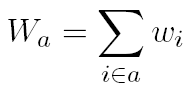 $W_a = \sum_{i \in a} w_i$